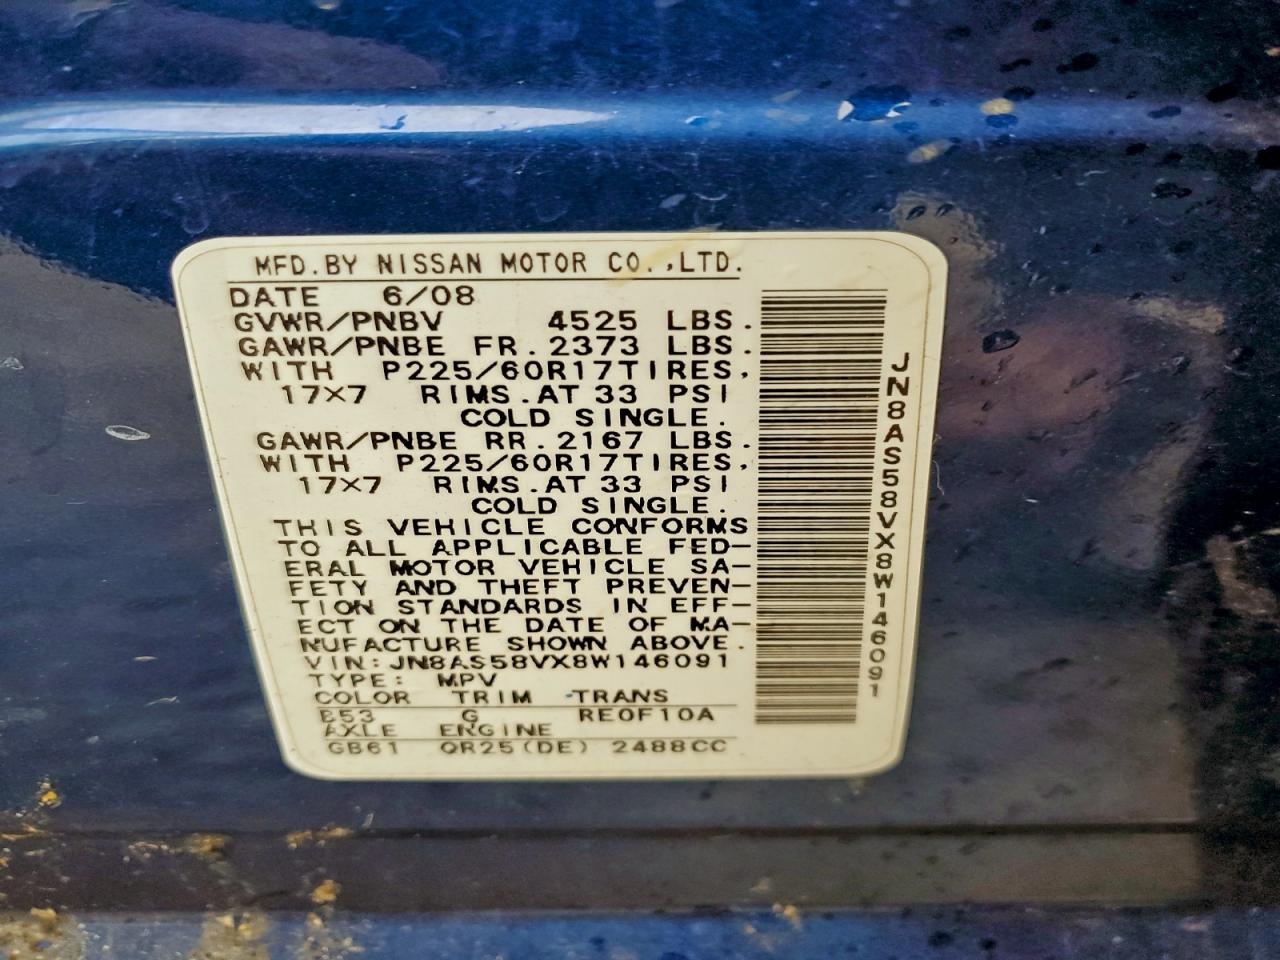 MFD.BY NISSAN MOTOR CO.,LTD.
DATE 6/08
GVWR/PNBV 4525 LBS.
GAWR/PNBE FR. 2373 LBS.
WITH P225/60R17TIRES,
17×7 RIMS.AT 33 PSI
COLD SINGLE.
GAWR/PNBE RR. 2167 LBS.
WITH P225/60R17TIRES,
17×7 RIMS.AT 33 PSI
COLD SINGLE.
THIS VEHICLE CONFORMS
TO ALL APPLICABLE FED-
ERAL MOTOR VEHICLE SA-
FETY AND THEFT PREVEN-
TION STANDARDS IN EFF-
ECT ON THE DATE OF MA-
NUFACTURE SHOWN ABOVE.
VIN:JN8AS58VX8W146091
TYPE: MPV
COLOR TRIM TRANS
B53 G RE0F10A
AXLE ENGINE
GB61 QR25(DE) 2488CC
JN8AS58VX8W146091